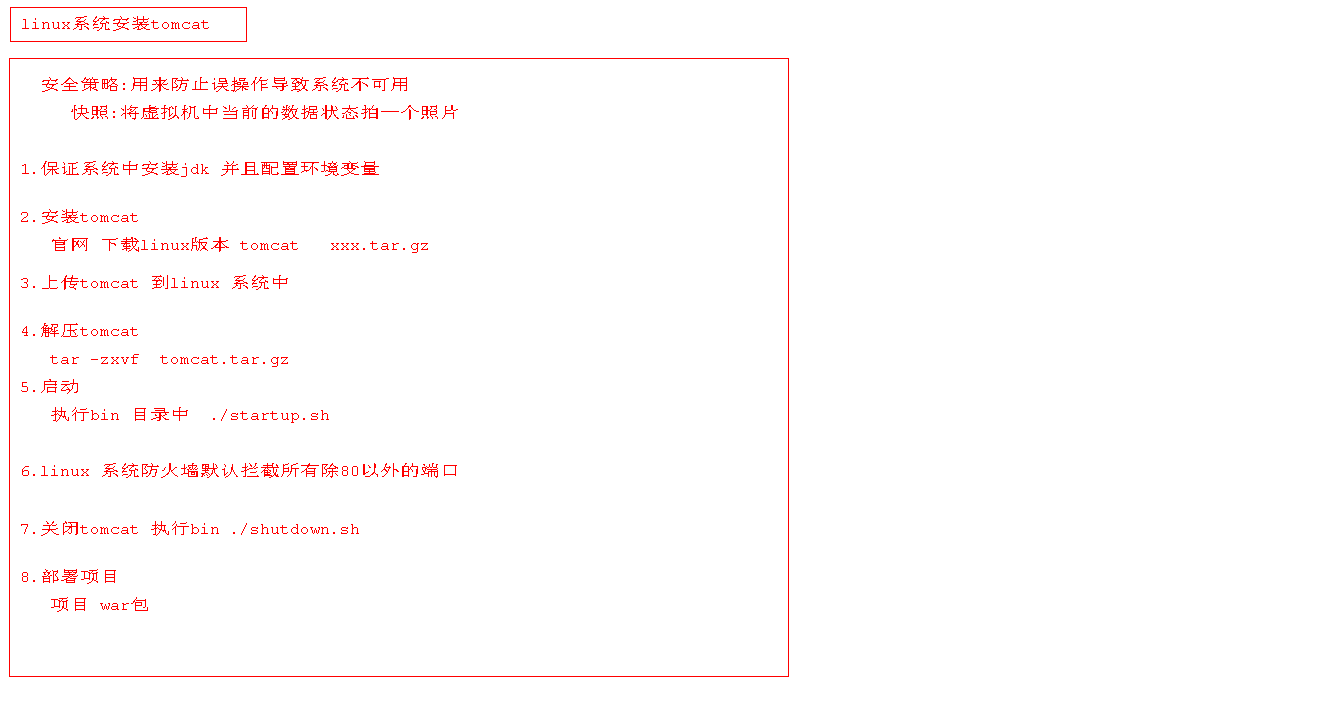 linux系统安装tomcat
安全策略:用来防止误操作导致系统不可用
快照:将虚拟机中当前的数据状态拍一个照片
1.保证系统中安装jdk 并且配置环境变量
2.安装tomcat
官网 下载linux版本 tomcat   xxx.tar.gz
3.上传tomcat 到linux 系统中
4.解压tomcat
tar -zxvf  tomcat.tar.gz
5.启动
执行bin 目录中  ./startup.sh
6.linux 系统防火墙默认拦截所有除80以外的端口
7.关闭tomcat 执行bin ./shutdown.sh
8.部署项目
项目 war包